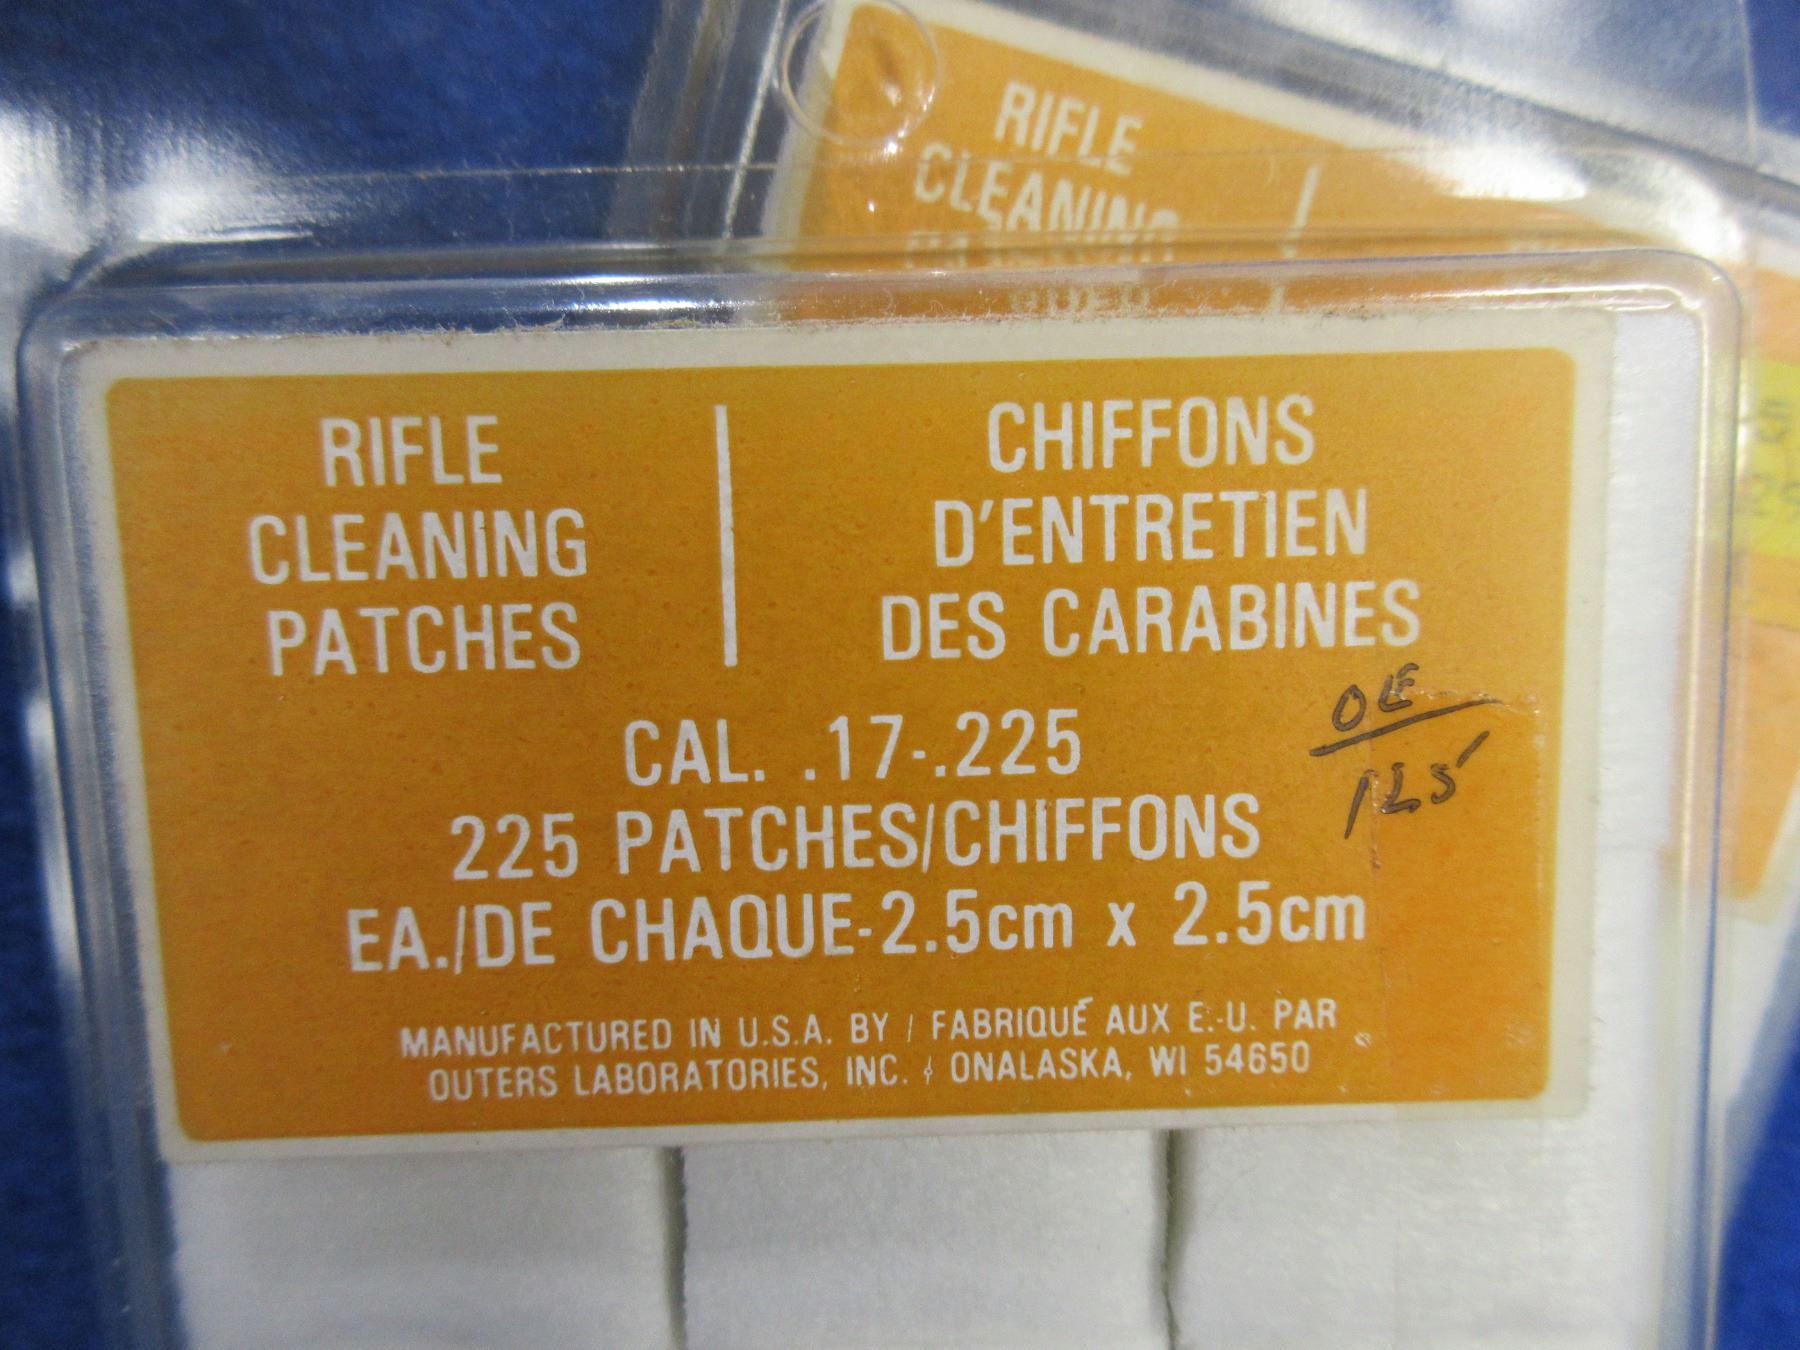 RIFLE
CLEANING
RIFLE
CLEANING
PATCHES
CHIFFONS
D'ENTRETIEN
DES CARABINES
CAL. .17-.225
225 PATCHES/CHIFFONS
EA./DE CHAQUE-2.5cm x 2.5cm
MANUFACTURED IN U.S.A. BY / FABRIQUÉ AUX E.-U. PAR
OUTERS LABORATORIES, INC. / ONALASKA, WI 54650